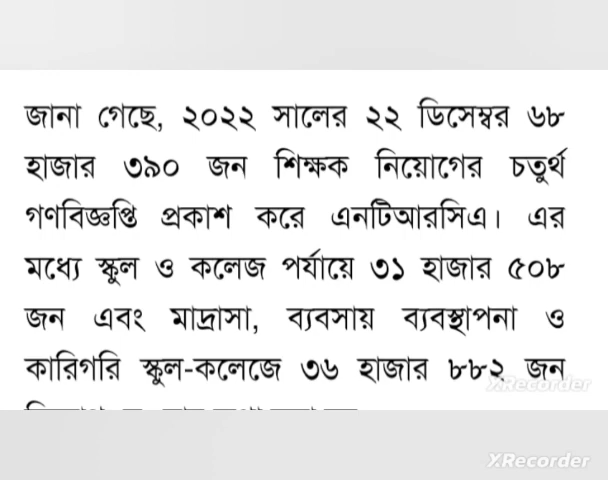 জানা গেছে, ২০২২ সালের ২২ ডিসেম্বর ৬৮
হাজার ৩৯০ জন শিক্ষক নিয়োগের চতুর্থ
গণবিজ্ঞপ্তি প্রকাশ করে এনটিআরসিএ। এর
মধ্যে স্কুল ও কলেজ পর্যায়ে ৩১ হাজার ৫০৮
জন এবং মাদ্রাসা, ব্যবসায় ব্যবস্থাপনা ও
কারিগরি স্কুল-কলেজে ৩৬ হাজার ৮৮২ জন
XRecorder
XRecorder